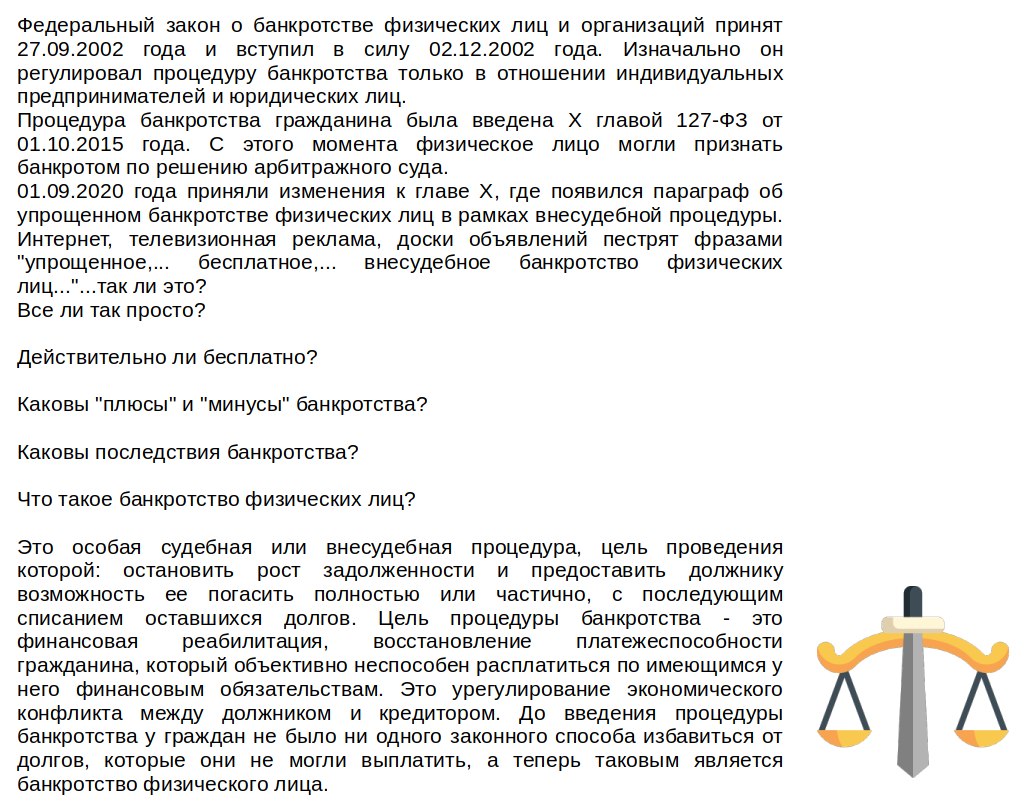 Федеральный закон о банкротстве физических лиц и организаций принят
27.09.2002 года и вступил в силу 02.12.2002 года. Изначально он
регулировал процедуру банкротства только в отношении индивидуальных
предпринимателей и юридических лиц.
Процедура банкротства гражданина была введена X главой 127-ФЗ от
01.10.2015 года. С этого момента физическое лицо могли признать
банкротом по решению арбитражного суда.
01.09.2020 года приняли изменения к главе X, где появился параграф об
упрощенном банкротстве физических лиц в рамках внесудебной процедуры.
Интернет, телевизионная реклама, доски объявлений пестрят фразами
"упрощенное,... бесплатное,... внесудебное банкротство физических
лиц..."...так ли это?
Все ли так просто?
Действительно ли бесплатно?
Каковы "плюсы" и "минусы" банкротства?
Каковы последствия банкротства?
Что такое банкротство физических лиц?
Это особая судебная или внесудебная процедура, цель проведения
которой: остановить рост задолженности и предоставить должнику
возможность ее погасить полностью или частично, с последующим
списанием оставшихся долгов. Цель процедуры банкротства - это
финансовая реабилитация, восстановление платежеспособности
гражданина, который объективно неспособен расплатиться по имеющимся у
него финансовым обязательствам. Это урегулирование экономического
конфликта между должником и кредитором. До введения процедуры
банкротства у граждан не было ни одного законного способа избавиться от
долгов, которые они не могли выплатить, а теперь таковым является
банкротство физического лица.